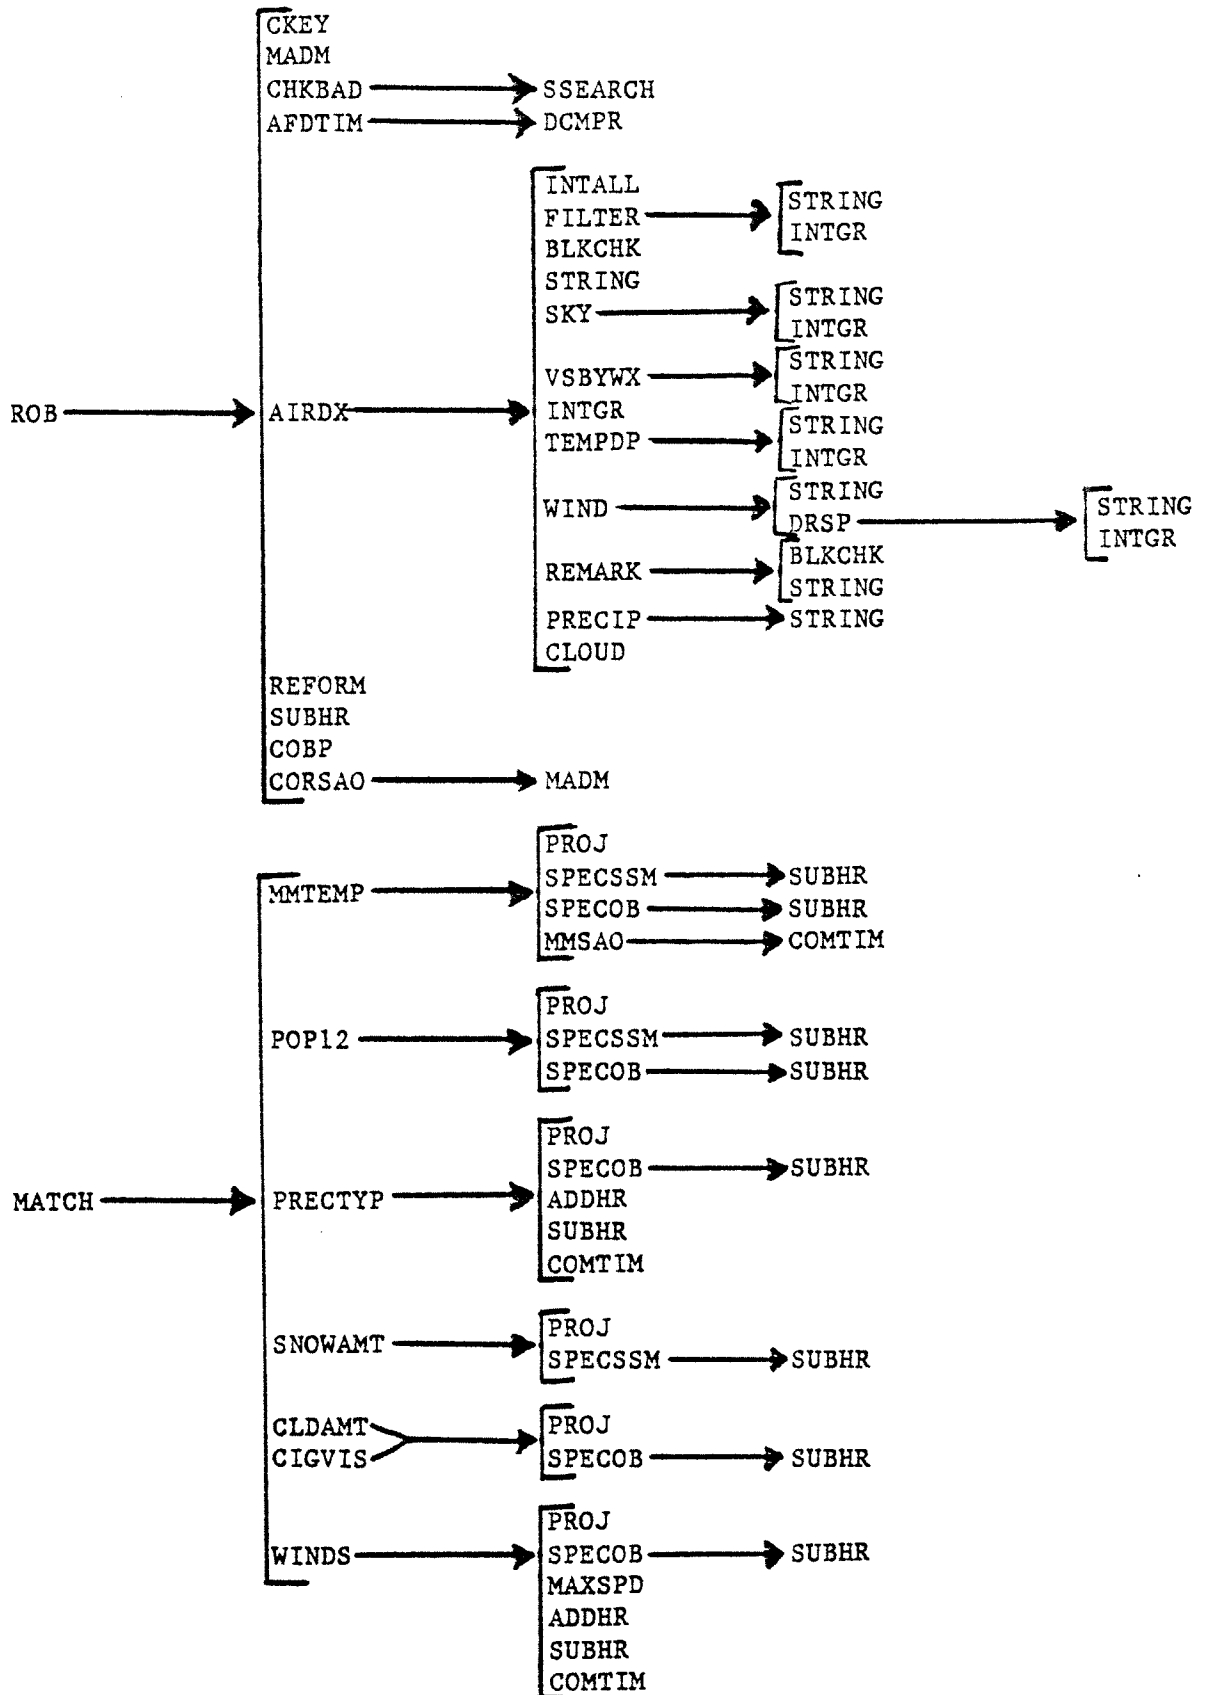 CKEY
MADM
CHKBAD SSEARCH
AFDTIM DCMPR
INTALL
FILTER STRING
INTGR
BLKCHK
STRING
SKY STRING
INTGR
VSBYWX STRING
INTGR
ROB AIRDX INTGR
TEMPDP STRING
INTGR
WIND STRING
DRSP STRING
INTGR
REMARK BLKCHK
STRING
PRECIP STRING
CLOUD
REFORM
SUBHR
COBP
CORSAO MADM
PROJ
MMTEMP SPECSSM SUBHR
SPECOB SUBHR
MMSAO COMTIM
PROJ
POP12 SPECSSM SUBHR
SPECOB SUBHR
PROJ
SPECOB SUBHR
MATCH PRECTYP ADDHR
SUBHR
COMTIM
SNOWAMT PROJ
SPECSSM SUBHR
CLDAMT PROJ
CIGVIS SPECOB SUBHR
PROJ
WINDS SPECOB SUBHR
MAXSPD
ADDHR
SUBHR
COMTIM